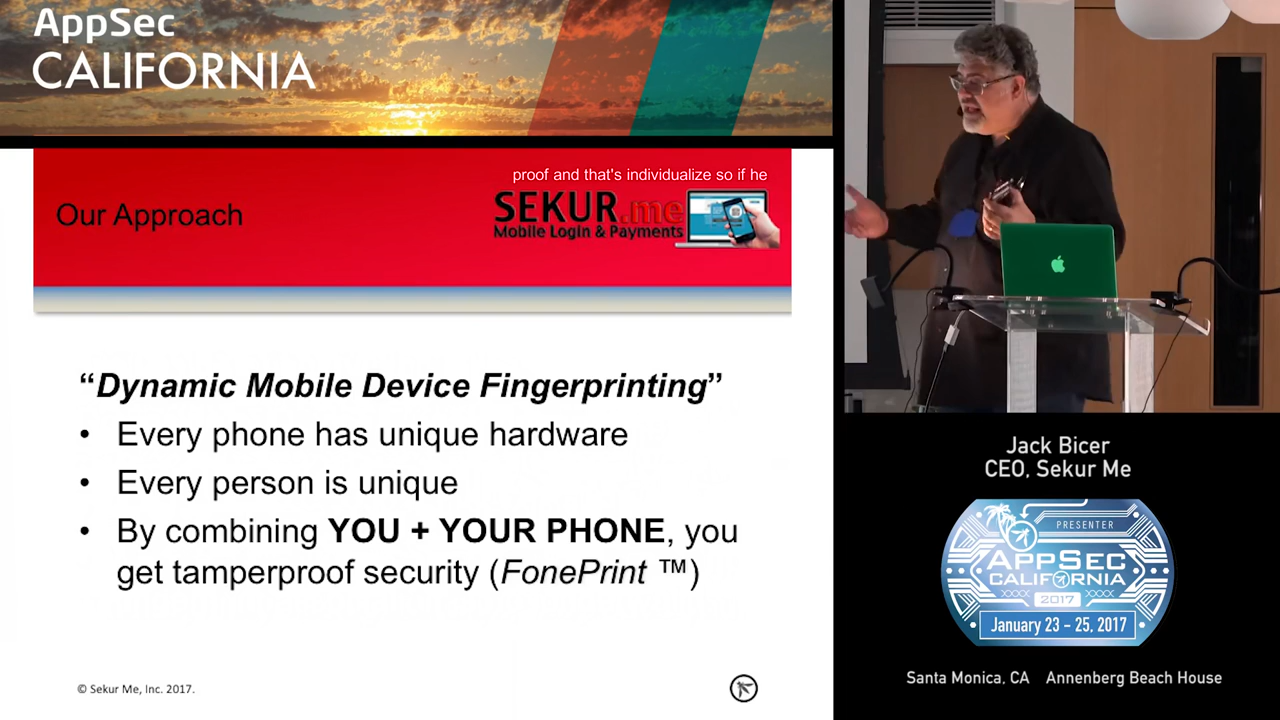 AppSec
CALIFORNIA
proof and that's individualize so if he
Our Approach
SEKUR.me
Mobile Login & Payments
“Dynamic Mobile Device Fingerprinting”
• Every phone has unique hardware
• Every person is unique
• By combining YOU + YOUR PHONE, you
get tamperproof security (FonePrint ™)
© Sekur Me, Inc. 2017.
Jack Bicer
CEO, Sekur Me
PRESENTER
APPSEC
CALIFORNIA
2017
January 23 – 25, 2017
Santa Monica, CA Annenberg Beach House